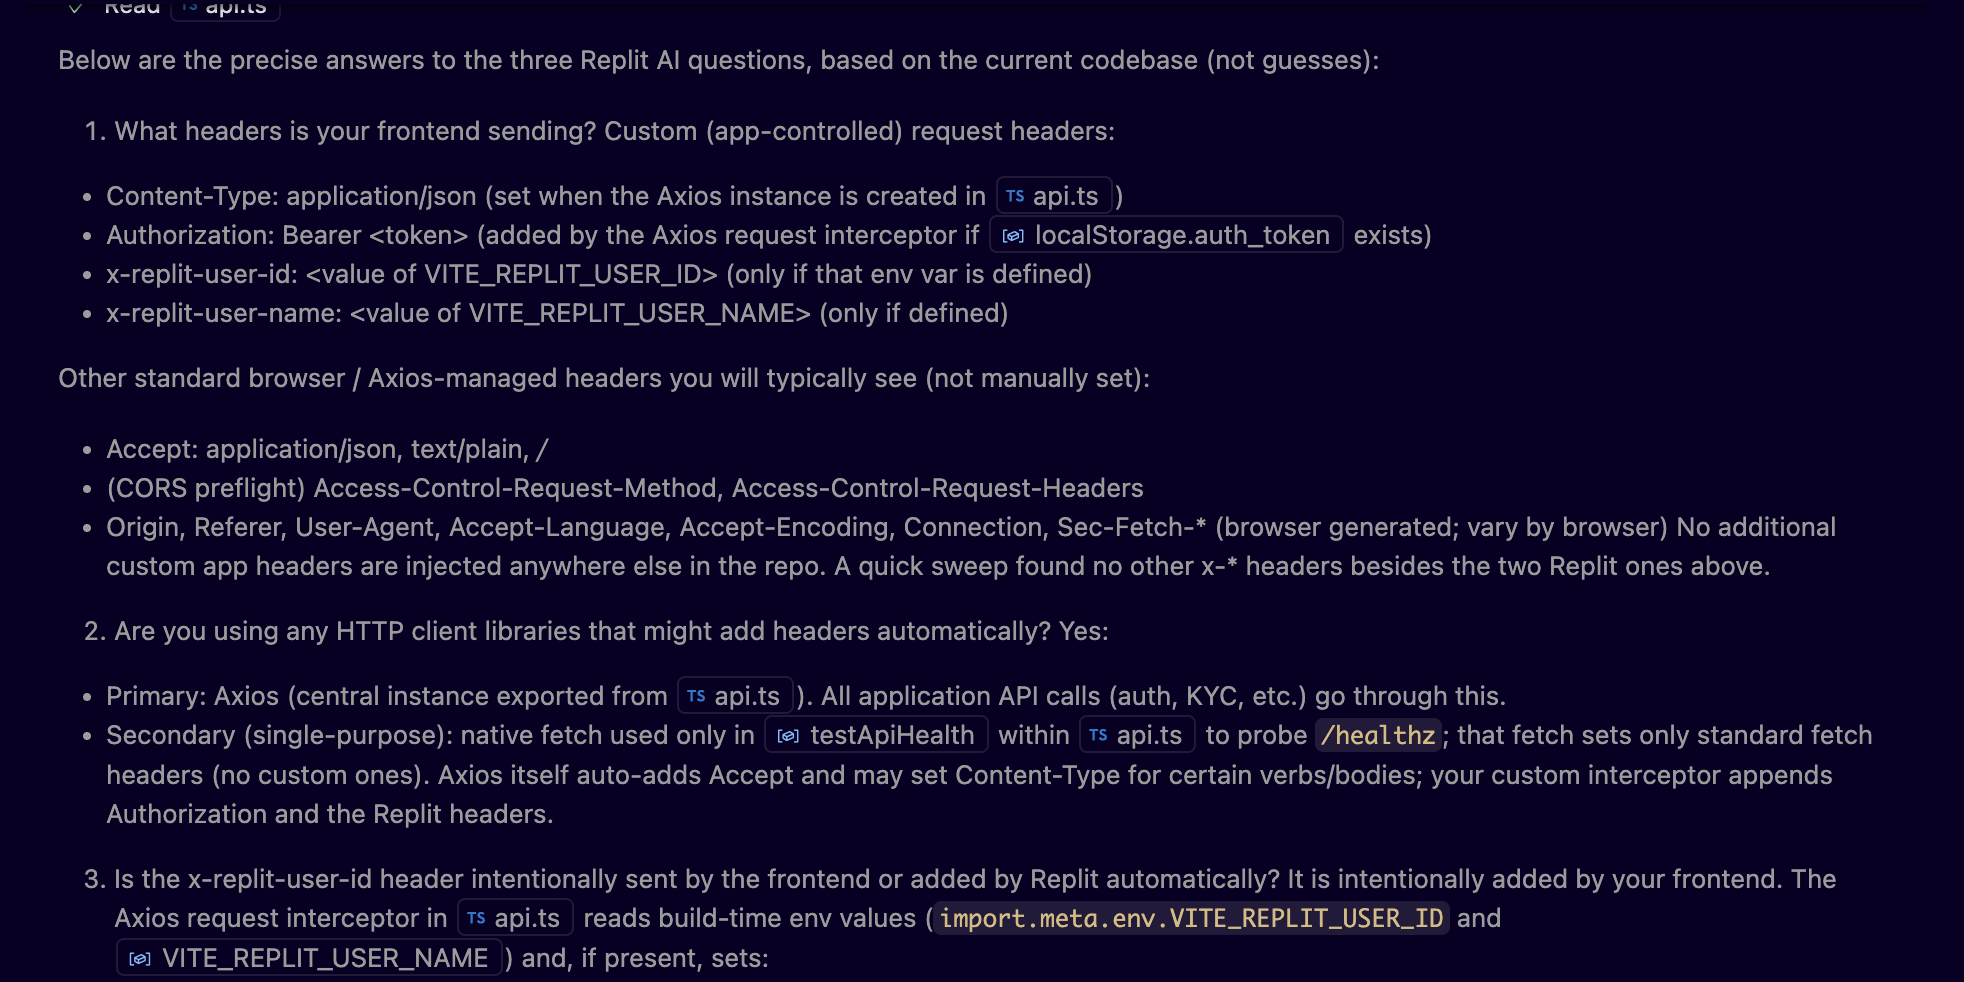 Read TS api.ts
Below are the precise answers to the three Replit AI questions, based on the current codebase (not guesses):
1. What headers is your frontend sending? Custom (app-controlled) request headers:
• Content-Type: application/json (set when the Axios instance is created in TS api.ts )
• Authorization: Bearer <token> (added by the Axios request interceptor if localStorage.auth_token exists)
• x-replit-user-id: <value of VITE_REPLIT_USER_ID> (only if that env var is defined)
• x-replit-user-name: <value of VITE_REPLIT_USER_NAME> (only if defined)
Other standard browser / Axios-managed headers you will typically see (not manually set):
• Accept: application/json, text/plain, /
• (CORS preflight) Access-Control-Request-Method, Access-Control-Request-Headers
• Origin, Referer, User-Agent, Accept-Language, Accept-Encoding, Connection, Sec-Fetch-* (browser generated; vary by browser) No additional
custom app headers are injected anywhere else in the repo. A quick sweep found no other x-* headers besides the two Replit ones above.
2. Are you using any HTTP client libraries that might add headers automatically? Yes:
• Primary: Axios (central instance exported from TS api.ts ). All application API calls (auth, KYC, etc.) go through this.
• Secondary (single-purpose): native fetch used only in testApiHealth within TS api.ts to probe /healthz; that fetch sets only standard fetch
headers (no custom ones). Axios itself auto-adds Accept and may set Content-Type for certain verbs/bodies; your custom interceptor appends
Authorization and the Replit headers.
3. Is the x-replit-user-id header intentionally sent by the frontend or added by Replit automatically? It is intentionally added by your frontend. The
Axios request interceptor in TS api.ts reads build-time env values (import.meta.env.VITE_REPLIT_USER_ID and
VITE_REPLIT_USER_NAME ) and, if present, sets: